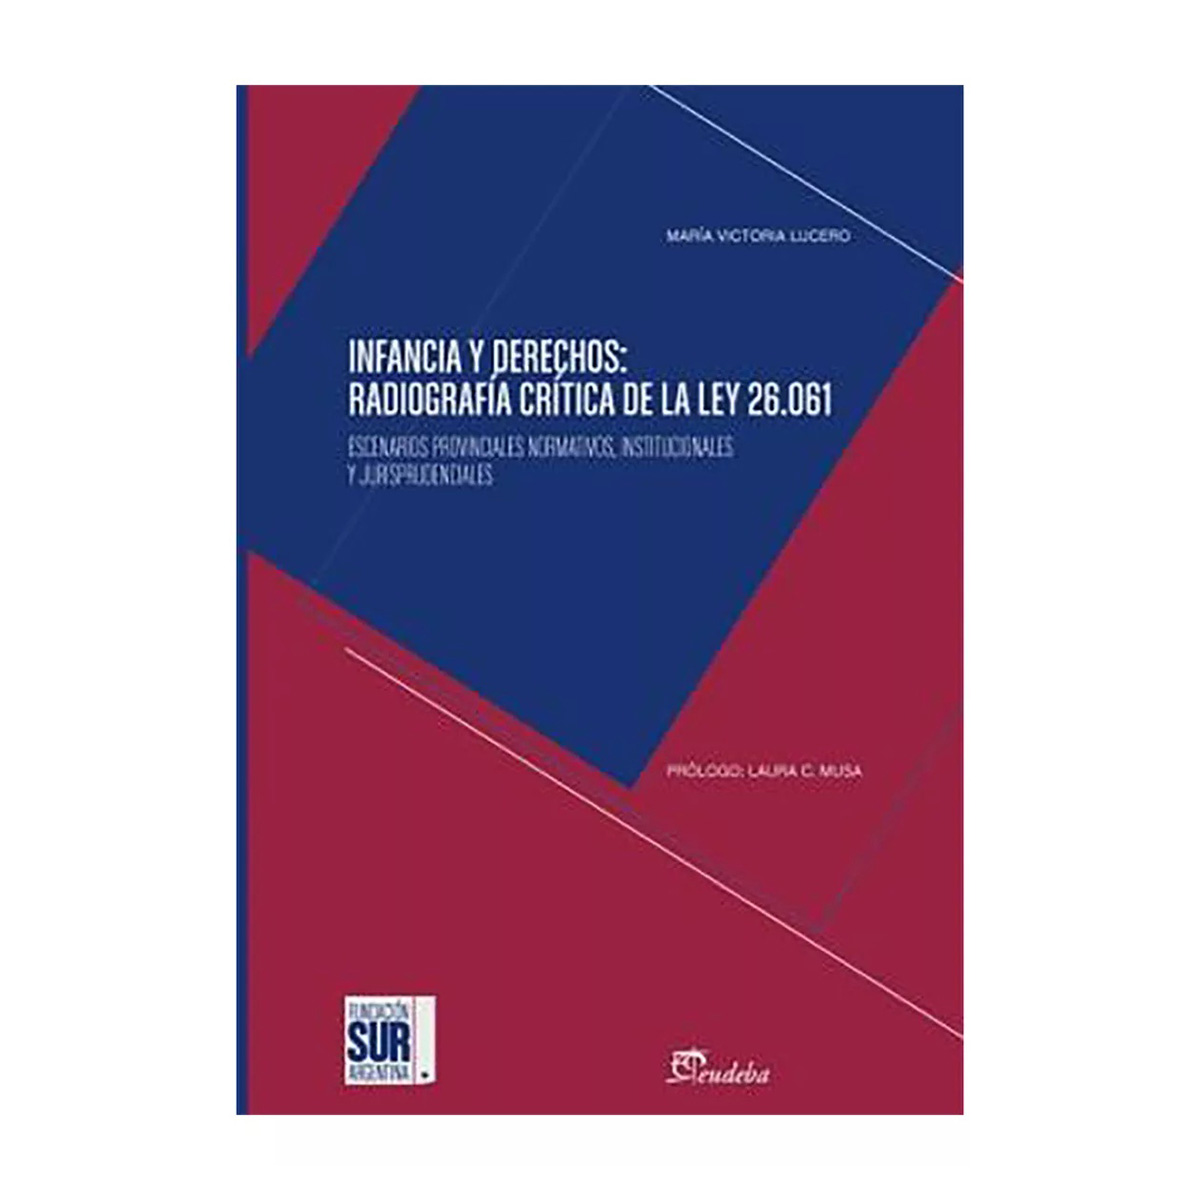 MARÍA VICTORIA LUCERO
INFANCIA Y DERECHOS:
RADIOGRAFÍA CRÍTICA DE LA LEY 26.061
ESCENARIOS PROVINCIALES NORMATIVOS, INSTITUCIONALES
Y JURISPRUDENCIALES
PRÓLOGO: LAURA C. MUSA
FUNDACIÓN
SUR
ARGENTINA
eudeba